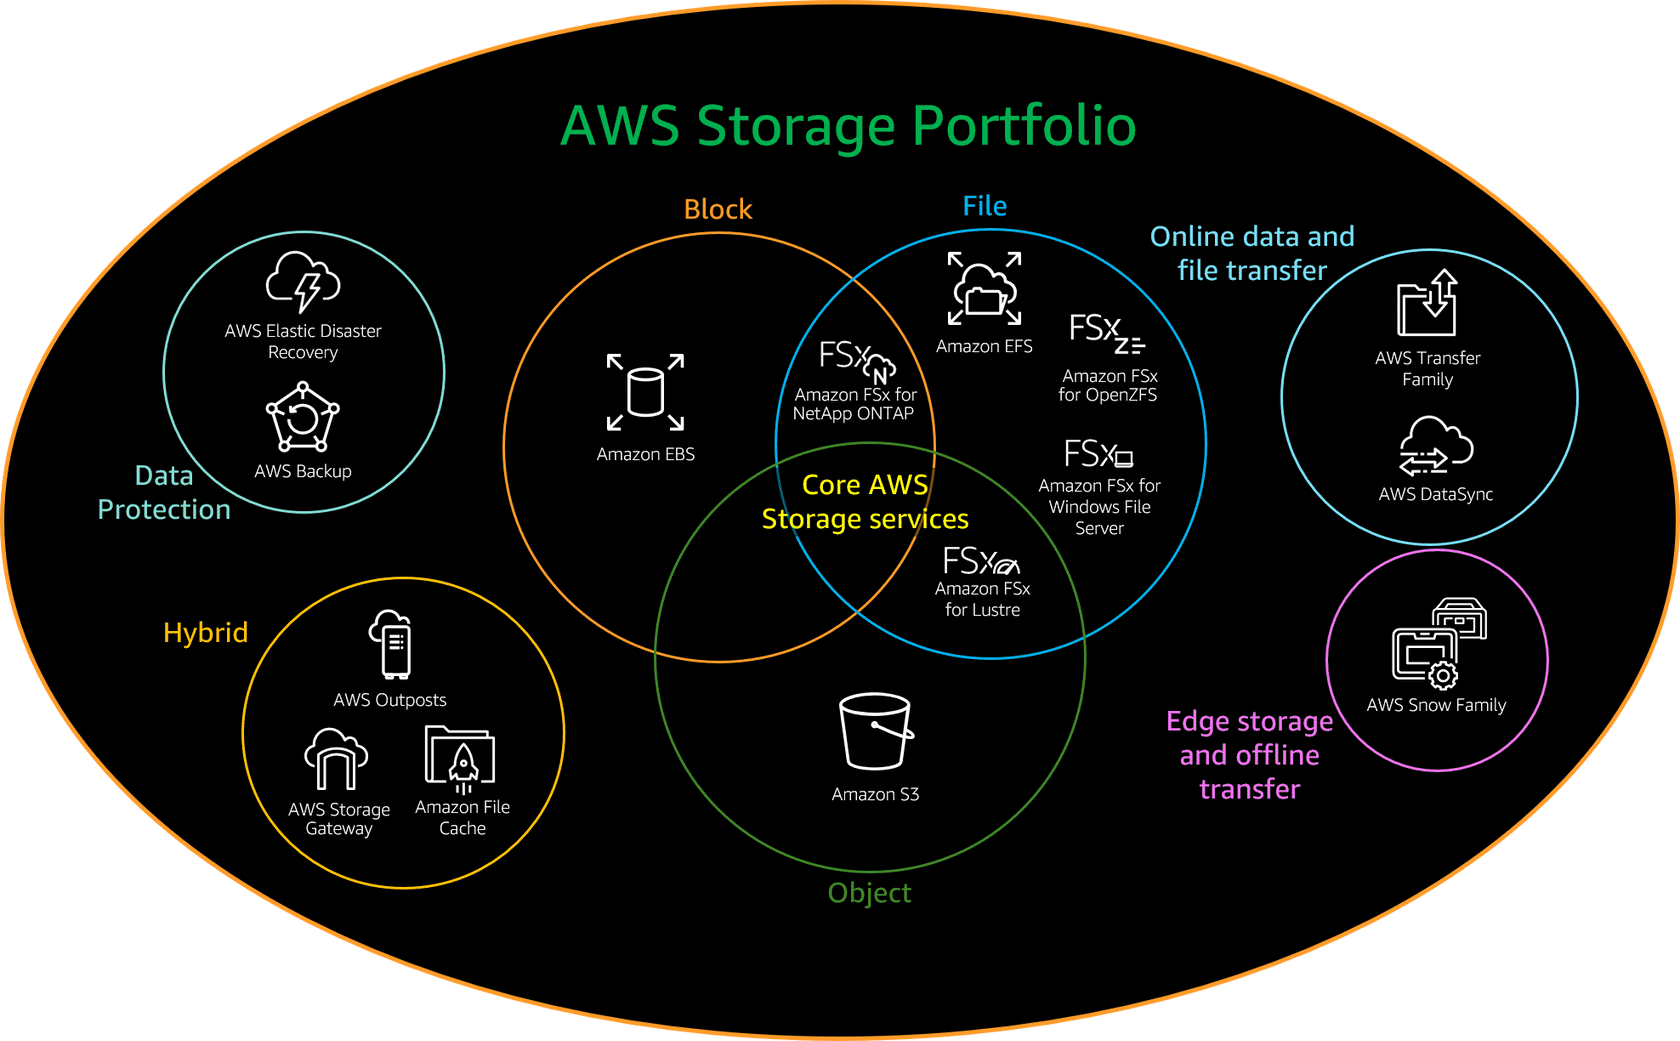 AWS Storage Portfolio
Block
File
Online data and
file transfer
AWS Elastic Disaster
Recovery
AWS Backup
Data
Protection
Amazon EBS
FSx
N
Amazon FSx for
NetApp ONTAP
Amazon EFS
FSx
Amazon FSx
for OpenZFS
FSx
Amazon FSx for
Windows File
Server
Core AWS
Storage services
FSx
Amazon FSx
for Lustre
AWS Transfer
Family
AWS DataSync
Hybrid
AWS Outposts
AWS Storage
Gateway
Amazon File
Cache
Amazon S3
Object
AWS Snow Family
Edge storage
and offline
transfer